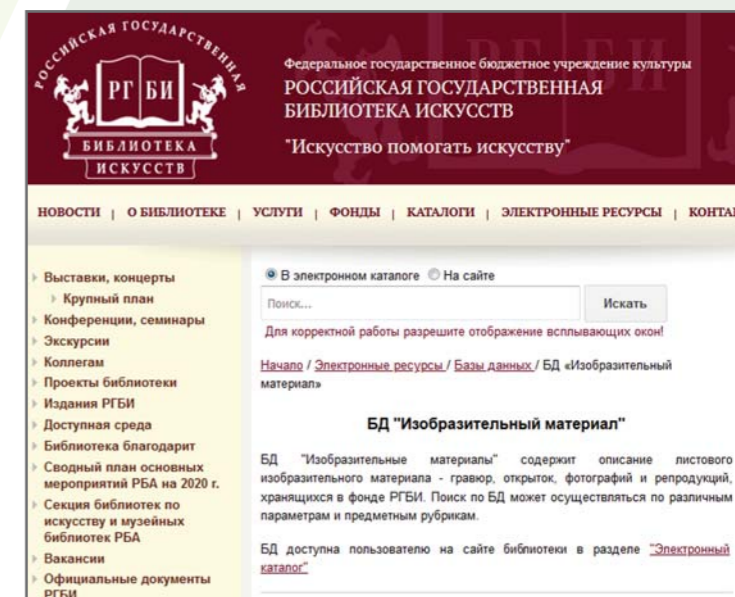 РОССИЙСКАЯ ГОСУДАРСТВЕННАЯ
РГ БИ
БИБЛИОТЕКА
ИСКУССТВ
Федеральное государственное бюджетное учреждение культуры
РОССИЙСКАЯ ГОСУДАРСТВЕННАЯ
БИБЛИОТЕКА ИСКУССТВ
"Искусство помогать искусству"
НОВОСТИ | О БИБЛИОТЕКЕ | УСЛУГИ | ФОНДЫ | КАТАЛОГИ | ЭЛЕКТРОННЫЕ РЕСУРСЫ | КОНТА
Выставки, концерты
Крупный план
Конференции, семинары
Экскурсии
Коллегам
Проекты библиотеки
Издания РГБИ
Доступная среда
Библиотека благодарит
Сводный план основных
мероприятий РБА на 2020 г.
Секция библиотек по
искусству и музейных
библиотек РБА
Вакансии
Официальные документы
РГБИ
В электронном каталоге На сайте
Поиск... Искать
Для корректной работы разрешите отображение всплывающих окон!
Начало / Электронные ресурсы / Базы данных / БД «Изобразительный
материал»
БД "Изобразительный материал"
БД "Изобразительные материалы" содержит описание листового
изобразительного материала - гравюр, открыток, фотографий и репродукций,
хранящихся в фонде РГБИ. Поиск по БД может осуществляться по различным
параметрам и предметным рубрикам.
БД доступна пользователю на сайте библиотеки в разделе "Электронный
каталог"